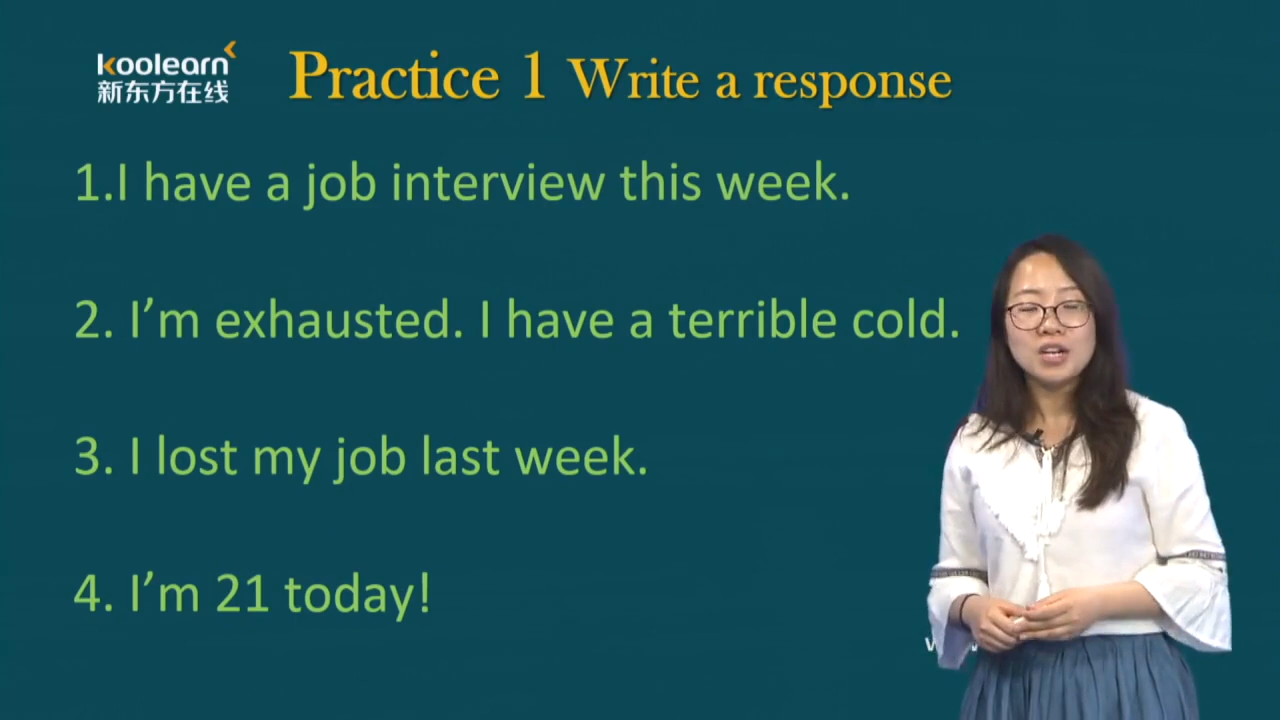 koolearn
新东方在线
Practice 1 Write a response
1.I have a job interview this week.
2. I’m exhausted. I have a terrible cold.
3. I lost my job last week.
4. I’m 21 today!